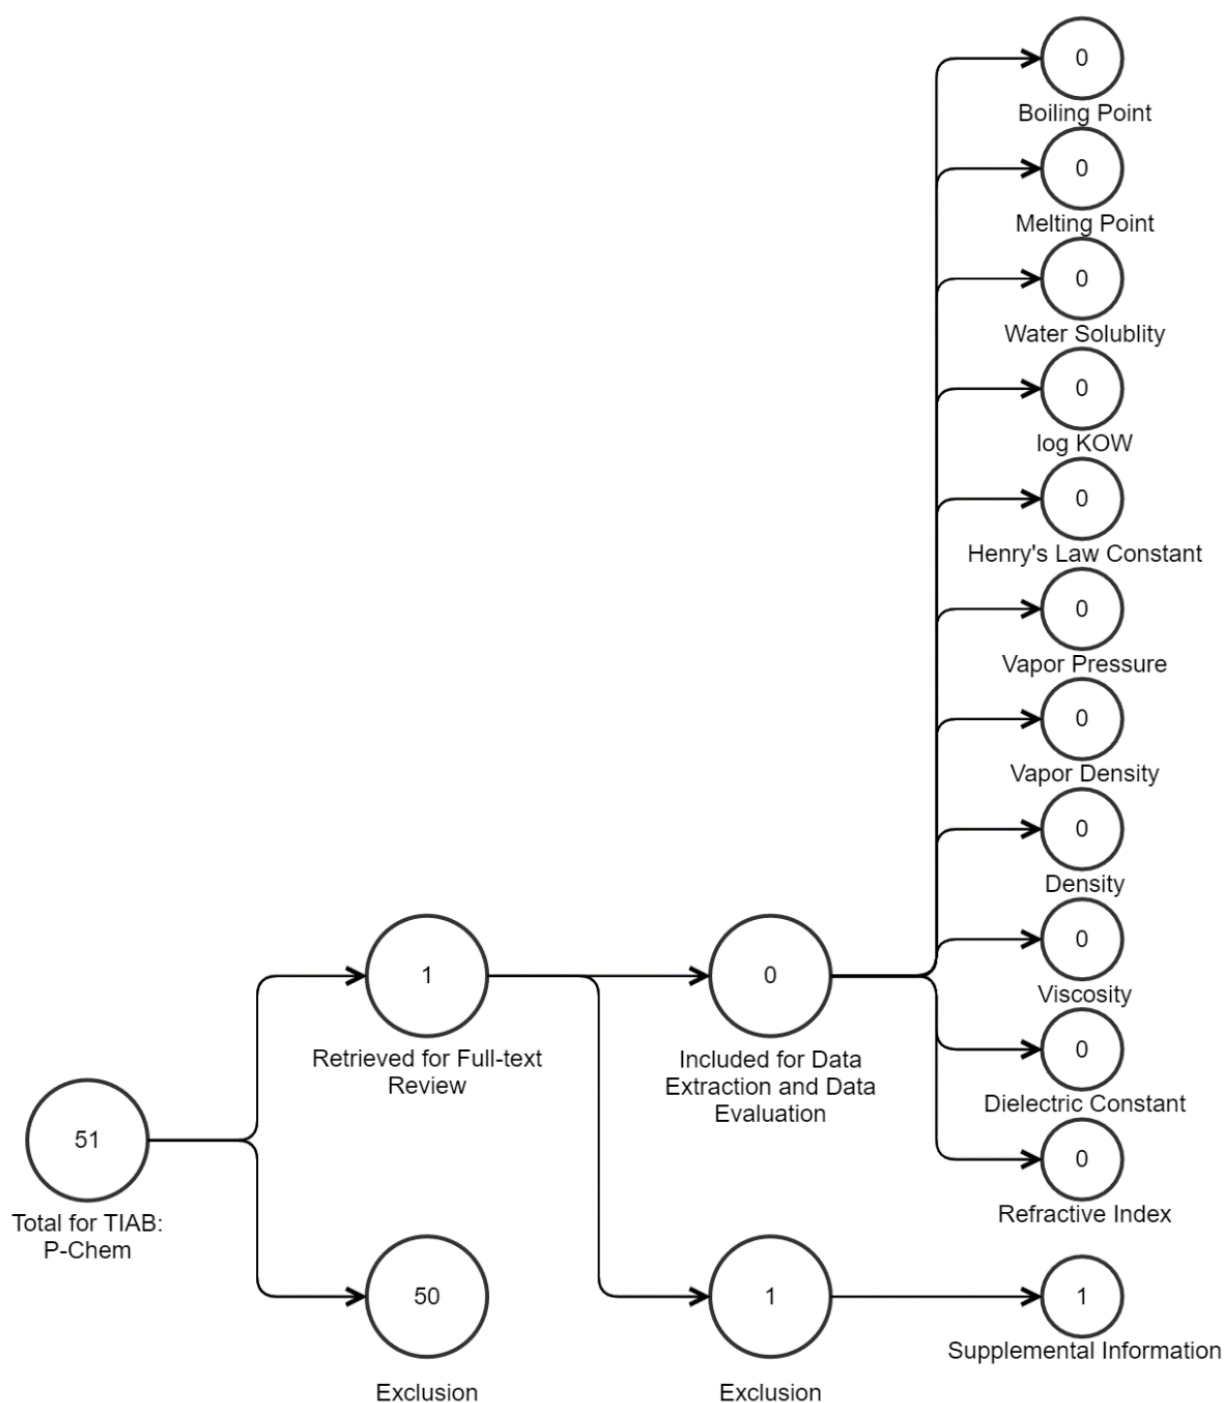 0
Boiling Point
0
Melting Point
0
Water Solublity
0
log KOW
0
Henry's Law Constant
0
Vapor Pressure
0
Vapor Density
0
Density
0
Viscosity
0
Dielectric Constant
0
Refractive Index
1
Supplemental Information
1
Retrieved for Full-text
Review
0
Included for Data
Extraction and Data
Evaluation
51
Total for TIAB:
P-Chem
50
Exclusion
1
Exclusion